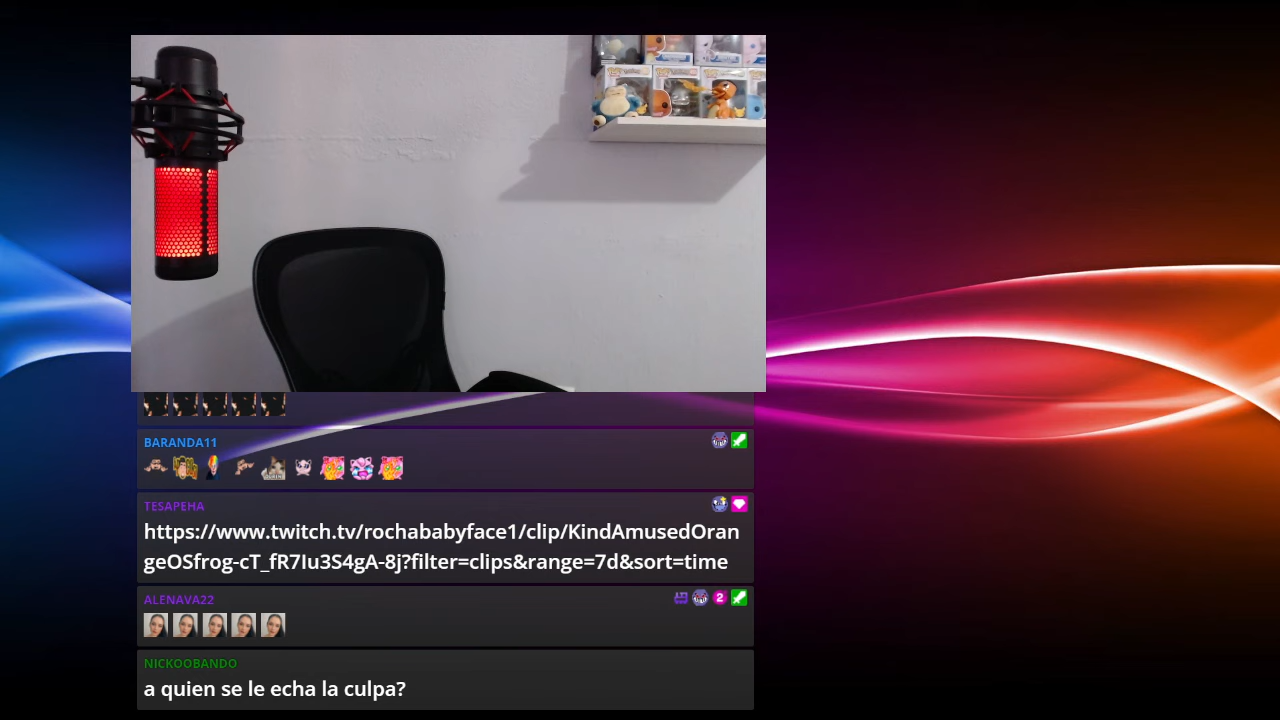 BARANDA11
TESAPEHA
https://www.twitch.tv/rochababyface1/clip/KindAmusedOran
geOSfrog-cT_fR7Iu3S4gA-8j?filter=clips&range=7d&sort=time
ALENAVA22
2
NICKOOBANDO
a quien se le echa la culpa?